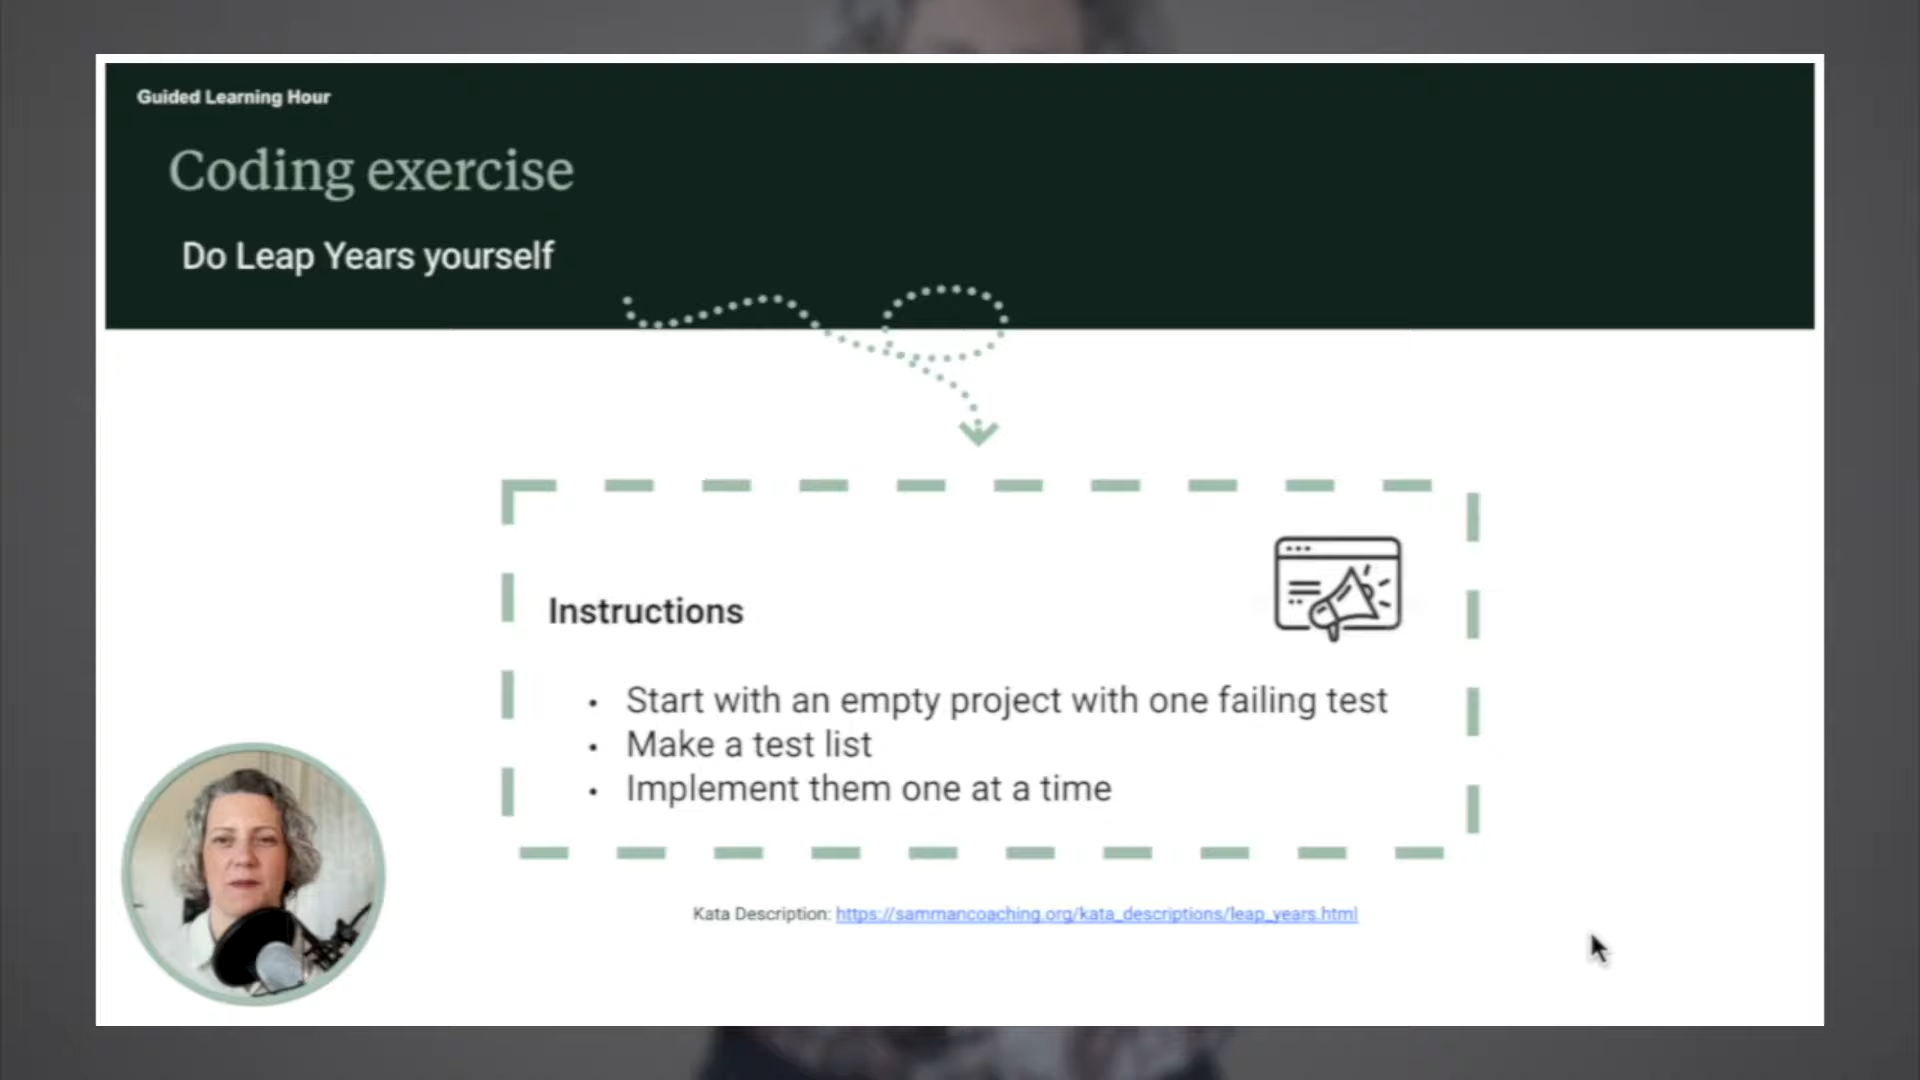 Guided Learning Hour
Coding exercise
Do Leap Years yourself
Instructions
• Start with an empty project with one failing test
• Make a test list
• Implement them one at a time
Kata Description: https://sammancoaching.org/kata_descriptions/leap_years.html